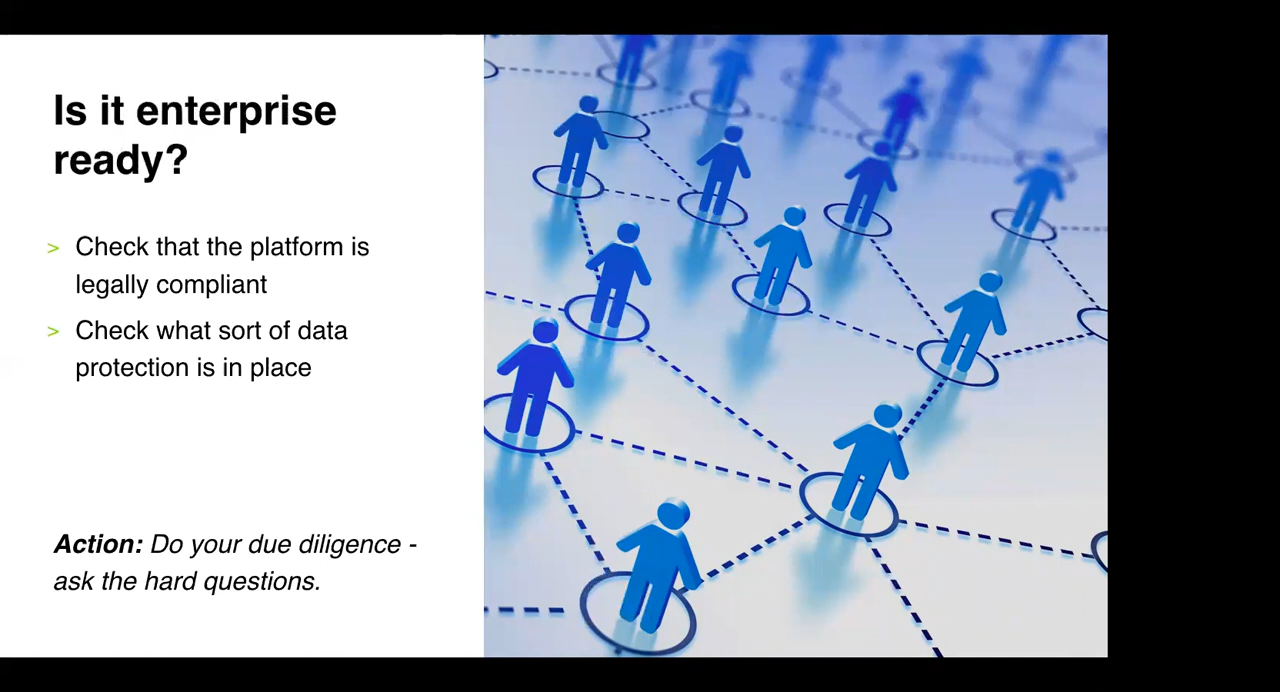 Is it enterprise
ready?
> Check that the platform is
legally compliant
> Check what sort of data
protection is in place
Action: Do your due diligence -
ask the hard questions.